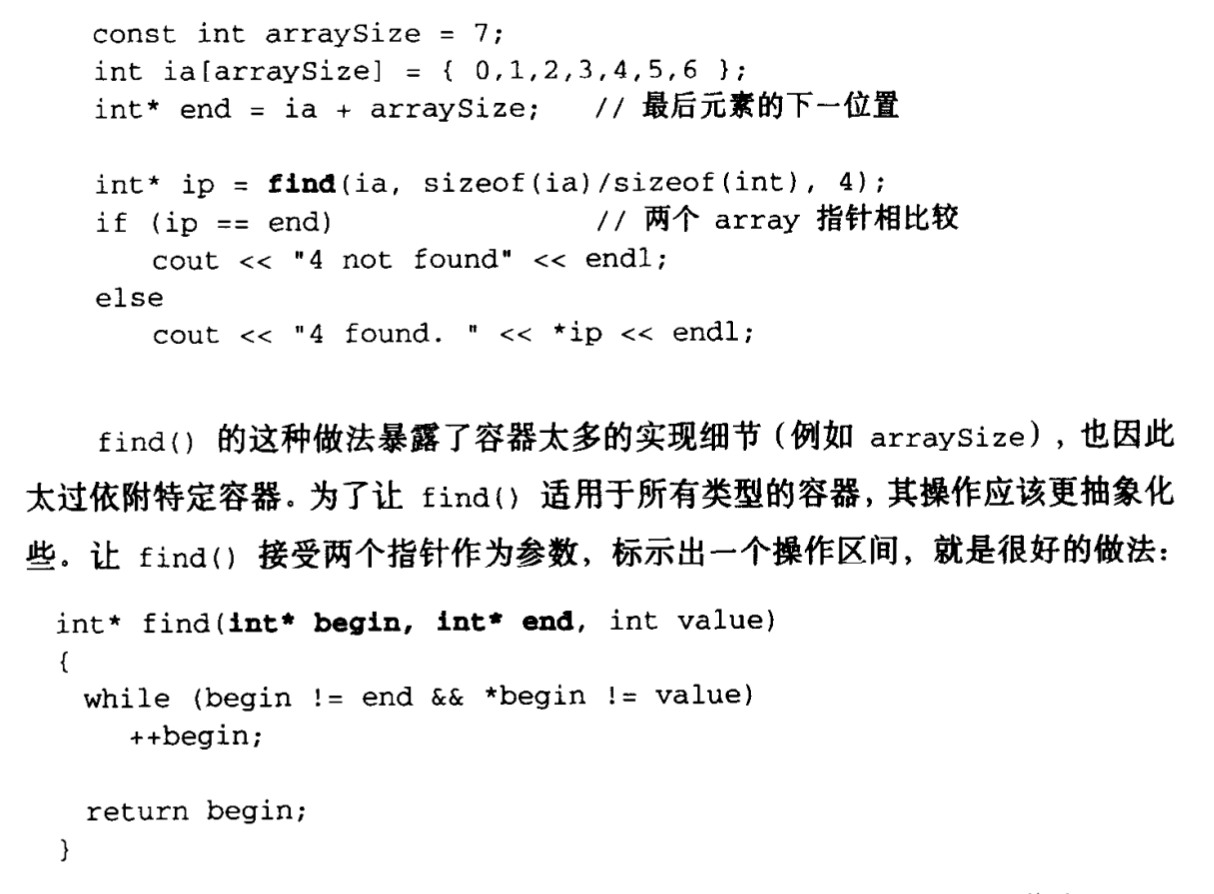 const int arraySize = 7;
int ia[arraySize] = { 0,1,2,3,4,5,6 };
int* end = ia + arraySize;   // 最后元素的下一位置
int* ip = find(ia, sizeof(ia)/sizeof(int), 4);
if (ip == end)              // 两个 array 指针相比较
cout << "4 not found" << endl;
else
cout << "4 found. " << *ip << endl;
find() 的这种做法暴露了容器太多的实现细节（例如 arraySize），也因此
太过依附特定容器。为了让 find() 适用于所有类型的容器，其操作应该更抽象化
些。让 find() 接受两个指针作为参数，标示出一个操作区间，就是很好的做法：
int* find(int* begin, int* end, int value)
{
while (begin != end && *begin != value)
++begin;
return begin;
}